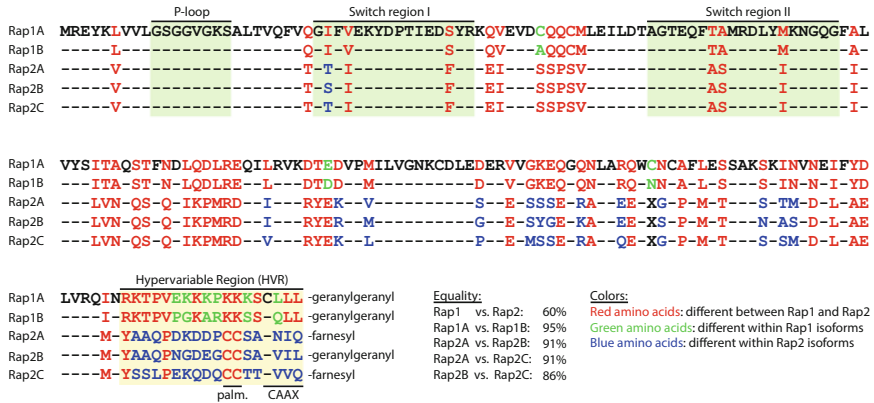 P-loop Switch region I Switch region II
Rap1A MREYKLVVLGSGGVGKSALTVQFVQGIFVEKYDPTIEDSYRKQVEVDCQQCMLEILDTAGTEQFTAMRDLYMKNGQGFAL
Rap1B -----L------------------Q-I-V---------S---QV---AQQCM------------TA-----M------A-
Rap2A -----V------------------T-T-I---------F---EI---SSPSM------------AS-----M------I-
Rap2B -----V------------------T-S-I---------F---EI---SSPSM------------AS-----M------I-
Rap2C -----V------------------T-T-I---------F---EI---SSPSM------------AS-----M------I-
Rap1A VYSITAQSTFNDLQDLREQILRVKDTEDVPMILVGNKCDLEDERVVGKEQGQNLARQWCNCAFLESSAKSKINVNEIFYD
Rap1B ---ITA-ST-N-LQDLRE--L---DTDD--M----------D--V-GKEQ-QN--RQ-NN-A-L-S---S-IN-N-I-YD
Rap2A ---LVN-QS-Q-IKPMRD--I---RYEK--V----------S--E-SSSE-RA--EE-XG-P-M-T---S-TM-D-L-AE
Rap2B ---LVN-QS-Q-IKPMRD--I---RYEK--V----------G--E-SYGE-KA--EE-XG-P-M-T---N-AS-D-L-AE
Rap2C ---LVN-QS-Q-IKPMRD--V---RYEK--L----------P--E-MSSE-RA--QE-XG-P-M-T---S-SM-D-L-AE
Hypervariable Region (HVR)
Rap1A LVRQINRKTPVEKKKPKKKSCLLL -geranylgeranyl
Rap1B ----INRKTPVPGKARKKSS-QLL -geranylgeranyl
Rap2A ----M-YAAQPDKDDPCCSA-NIQ -farnesyl
Rap2B ----M-YAAQPNGDEGCCSA-VIL -geranylgeranyl
Rap2C ----M-YSSLPEKQDQCCTT-VVQ -farnesyl
palm. CAAX
Equality:
Rap1 vs. Rap2: 60%
Rap1A vs. Rap1B: 95%
Rap2A vs. Rap2B: 91%
Rap2A vs. Rap2C: 91%
Rap2B vs. Rap2C: 86%
Colors:
Red amino acids: different between Rap1 and Rap2
Green amino acids: different within Rap1 isoforms
Blue amino acids: different within Rap2 isoforms